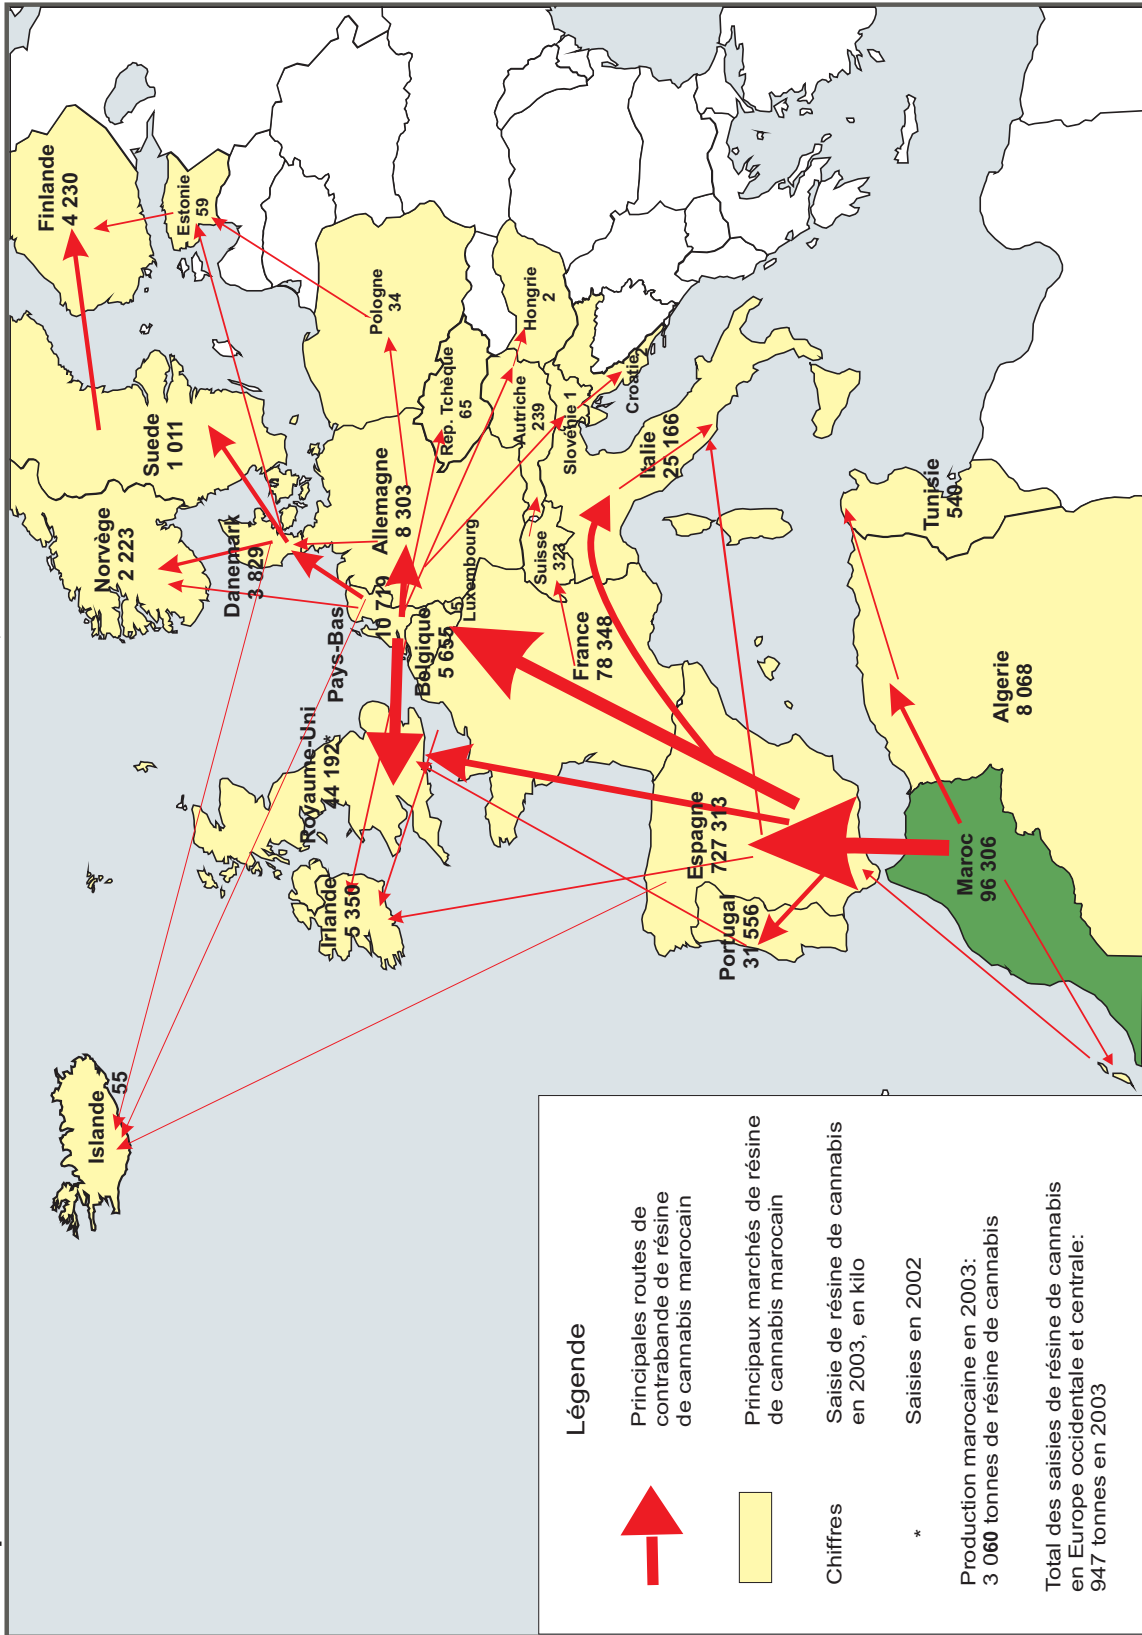 Islande
55
Norvège
2 223
Suede
1 011
Finlande
4 230
Estonie
59
Danemark
3 829
Irlande
5 350
Royaume-Uni
44 192*
Pays-Bas
10 719
Belgique
5 655
5
Luxembourg
Allemagne
8 303
Pologne
34
Rép. Tchèque
65
Autriche
239
Hongrie
2
Slovénie 1
Croatie
Suisse
323
France
78 348
Italie
25 166
Portugal
31 556
Espagne
727 313
Maroc
96 306
Algerie
8 068
Tunisie
540
Légende
Principales routes de
contrabande de résine
de cannabis marocain
Principaux marchés de résine
de cannabis marocain
Chiffres
Saisie de résine de cannabis
en 2003, en kilo
*
Saisies en 2002
Production marocaine en 2003:
3 060 tonnes de résine de cannabis
Total des saisies de résine de cannabis
en Europe occidentale et centrale:
947 tonnes en 2003